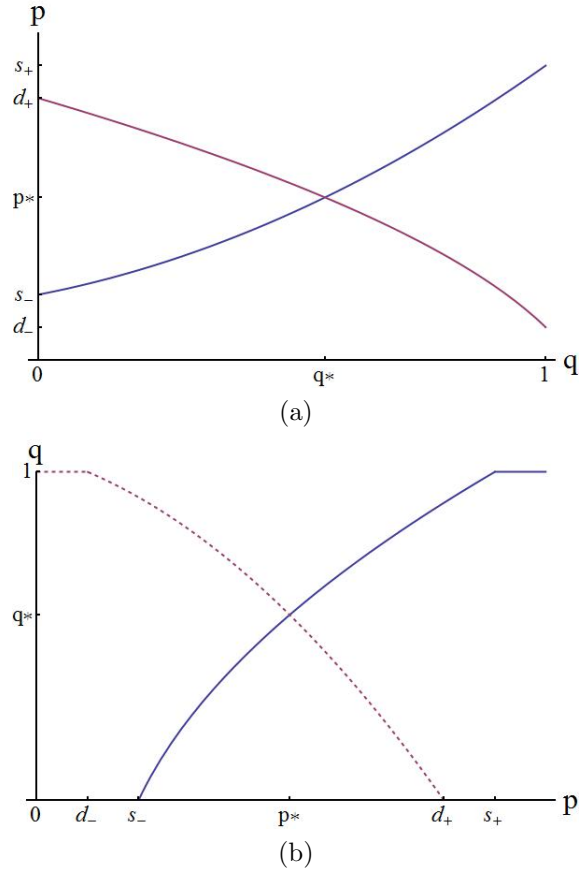 p
s₊
d₊
p*
s₋
d₋
0 q* 1 q
(a)
q
1
q*
0 d₋ s₋ p* d₊ s₊ p
(b)